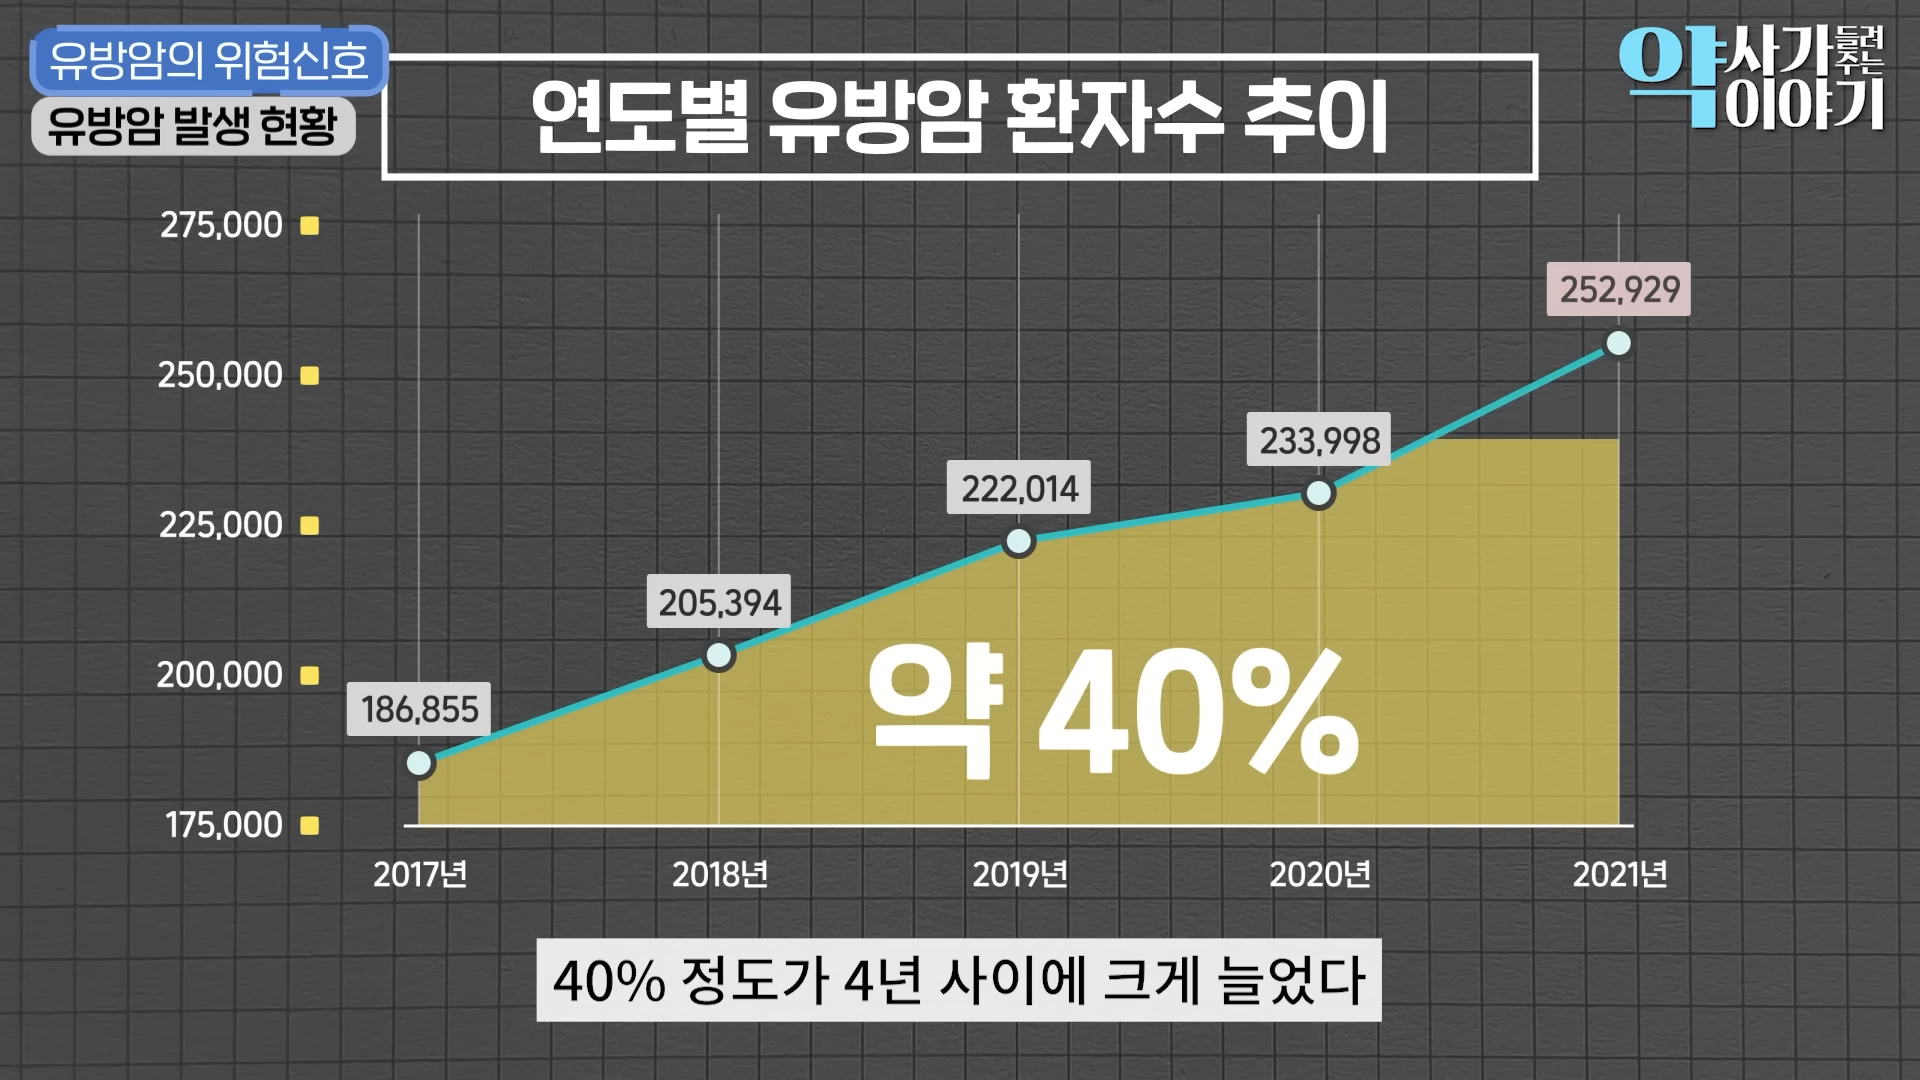 유방암의 위험신호
유방암 발생 현황
연도별 유방암 환자수 추이
약사가 들려주는
이야기
275,000
250,000
225,000
200,000
175,000
186,855
205,394
222,014
233,998
252,929
약 40%
2017년 2018년 2019년 2020년 2021년
40% 정도가 4년 사이에 크게 늘었다